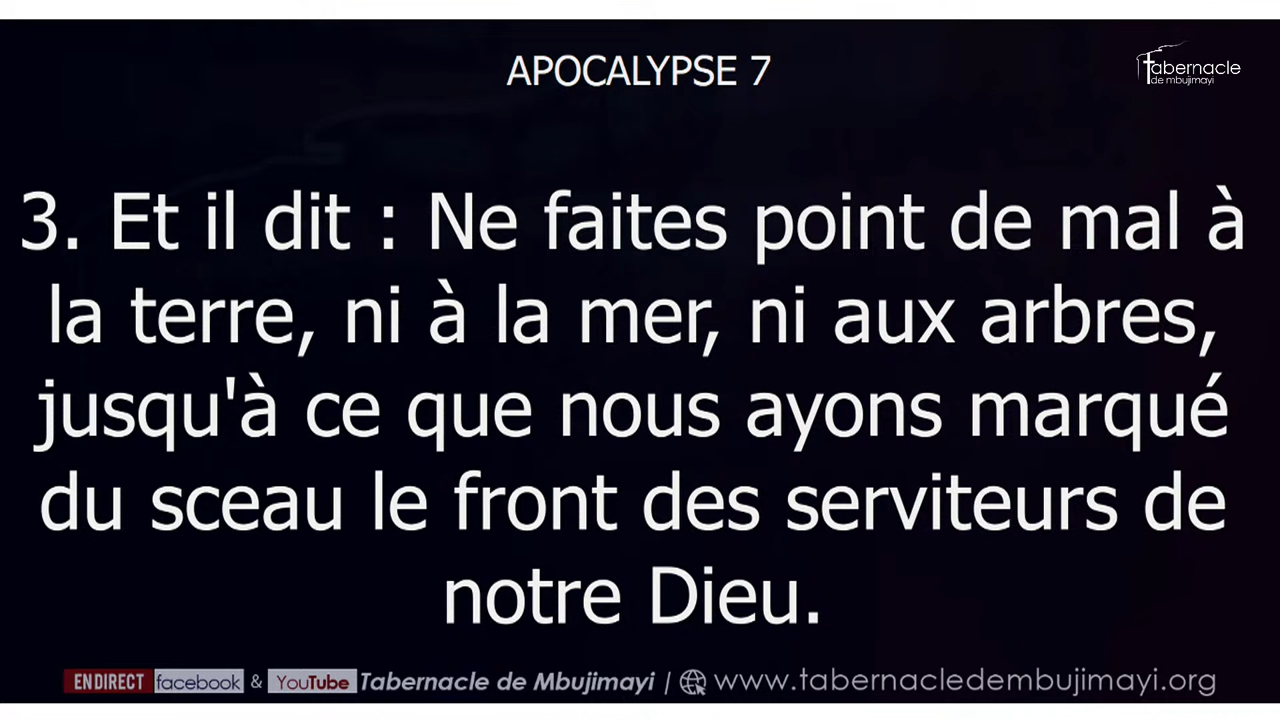 APOCALYPSE 7
Tabernacle
de mbujimayi
3. Et il dit : Ne faites point de mal à
la terre, ni à la mer, ni aux arbres,
jusqu'à ce que nous ayons marqué
du sceau le front des serviteurs de
notre Dieu.
EN DIRECT facebook & YouTube Tabernacle de Mbujimayi | www.tabernacledembujimayi.org